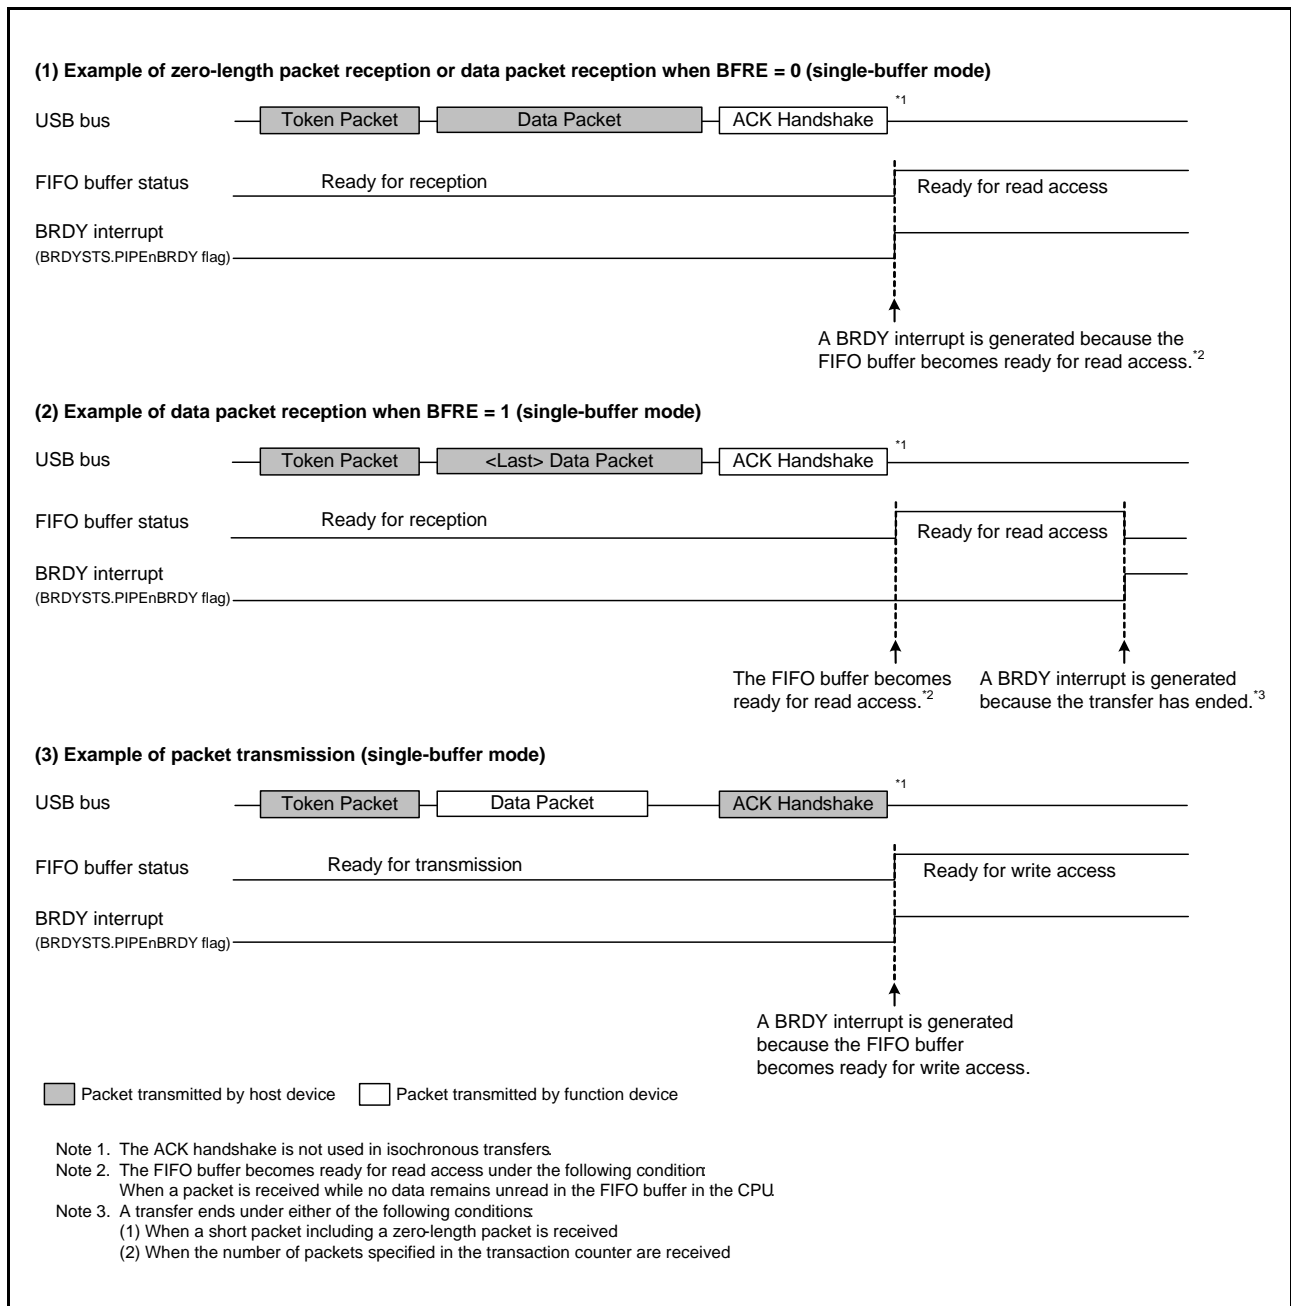 (1) Example of zero-length packet reception or data packet reception when BFRE = 0 (single-buffer mode)
USB bus Token Packet Data Packet ACK Handshake *1
FIFO buffer status Ready for reception Ready for read access
BRDY interrupt
(BRDYSTS.PIPEnBRDY flag)
A BRDY interrupt is generated because the
FIFO buffer becomes ready for read access.*2
(2) Example of data packet reception when BFRE = 1 (single-buffer mode)
USB bus Token Packet <Last> Data Packet ACK Handshake *1
FIFO buffer status Ready for reception Ready for read access
BRDY interrupt
(BRDYSTS.PIPEnBRDY flag)
The FIFO buffer becomes
ready for read access.*2
A BRDY interrupt is generated
because the transfer has ended.*3
(3) Example of packet transmission (single-buffer mode)
USB bus Token Packet Data Packet ACK Handshake *1
FIFO buffer status Ready for transmission Ready for write access
BRDY interrupt
(BRDYSTS.PIPEnBRDY flag)
A BRDY interrupt is generated
because the FIFO buffer
becomes ready for write access.
Packet transmitted by host device Packet transmitted by function device
Note 1. The ACK handshake is not used in isochronous transfers.
Note 2. The FIFO buffer becomes ready for read access under the following condition:
When a packet is received while no data remains unread in the FIFO buffer in the CPU.
Note 3. A transfer ends under either of the following conditions:
(1) When a short packet including a zero-length packet is received
(2) When the number of packets specified in the transaction counter are received